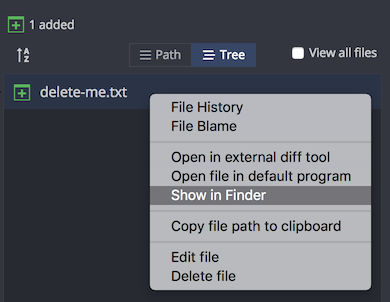 1 added
A
Z
Path
Tree
View all files
delete-me.txt
File History
File Blame
Open in external diff tool
Open file in default program
Show in Finder
Copy file path to clipboard
Edit file
Delete file